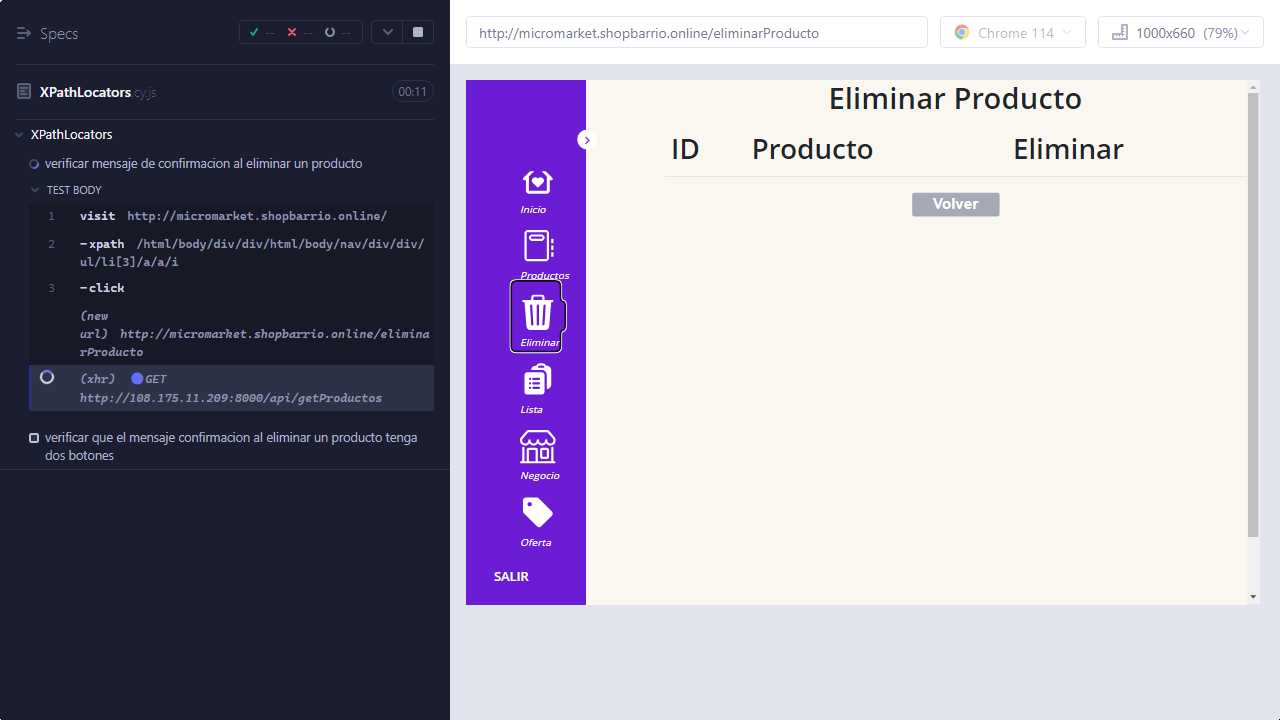 Specs
--
--
--
XPathLocators.cy.js
00:11
XPathLocators
verificar mensaje de confirmacion al eliminar un producto
TEST BODY
1 visit http://micromarket.shopbarrio.online/
2 -xpath /html/body/div/div/html/body/nav/div/div/
ul/li[3]/a/a/i
3 -click
(new
url) http://micromarket.shopbarrio.online/elimina
rProducto
(xhr) GET
http://108.175.11.209:8000/api/getProductos
verificar que el mensaje confirmacion al eliminar un producto tenga
dos botones
http://micromarket.shopbarrio.online/eliminarProducto
Chrome 114
1000x660 (79%)
Inicio
Productos
Eliminar
Lista
Negocio
Oferta
SALIR
Eliminar Producto
ID Producto Eliminar
Volver